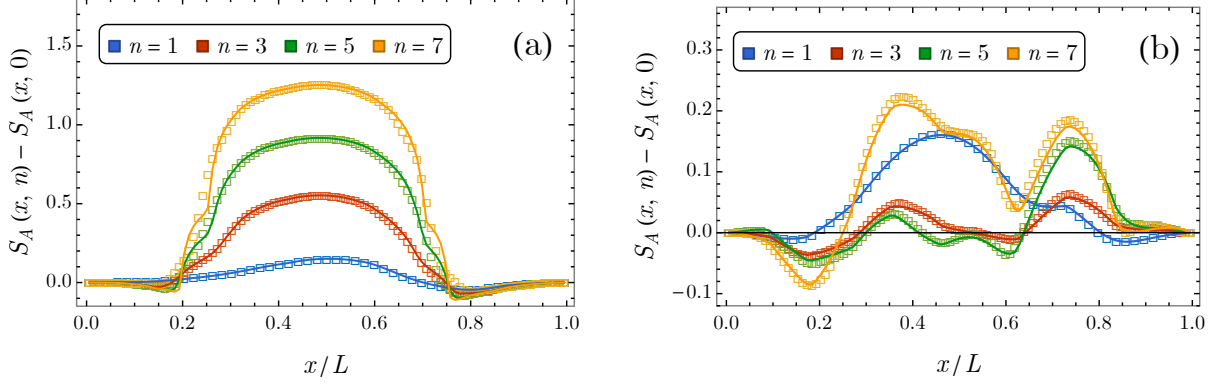 n = 1 n = 3 n = 5 n = 7 (a)
S_A (x, n) − S_A (x, 0)
1.5
1.0
0.5
0.0
0.0 0.2 0.4 0.6 0.8 1.0
x/L
n = 1 n = 3 n = 5 n = 7 (b)
S_A (x, n) − S_A (x, 0)
0.3
0.2
0.1
0.0
−0.1
0.0 0.2 0.4 0.6 0.8 1.0
x/L